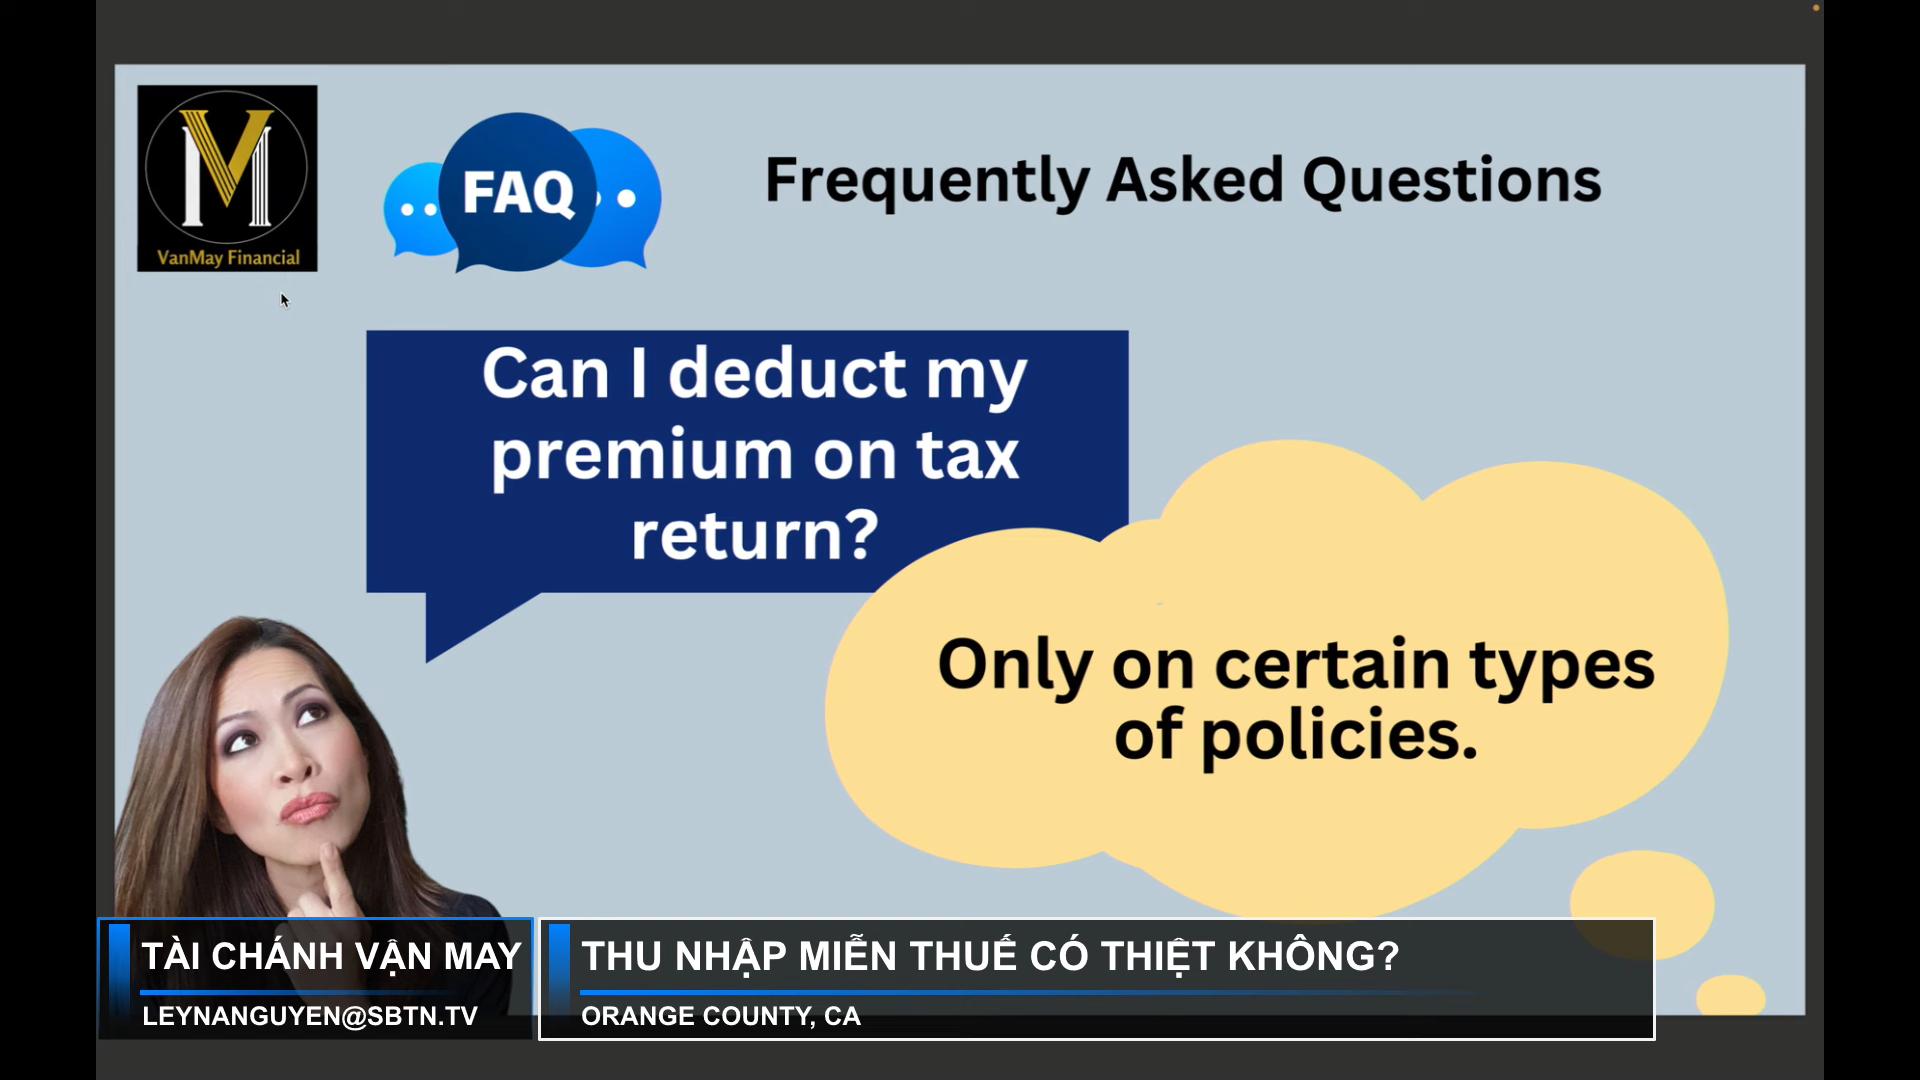 VM
VanMay Financial
FAQ
Frequently Asked Questions
Can I deduct my
premium on tax
return?
Only on certain types
of policies.
TÀI CHÁNH VẬN MAY
LEYNANGUYEN@SBTN.TV
THU NHẬP MIỄN THUẾ CÓ THIỆT KHÔNG?
ORANGE COUNTY, CA